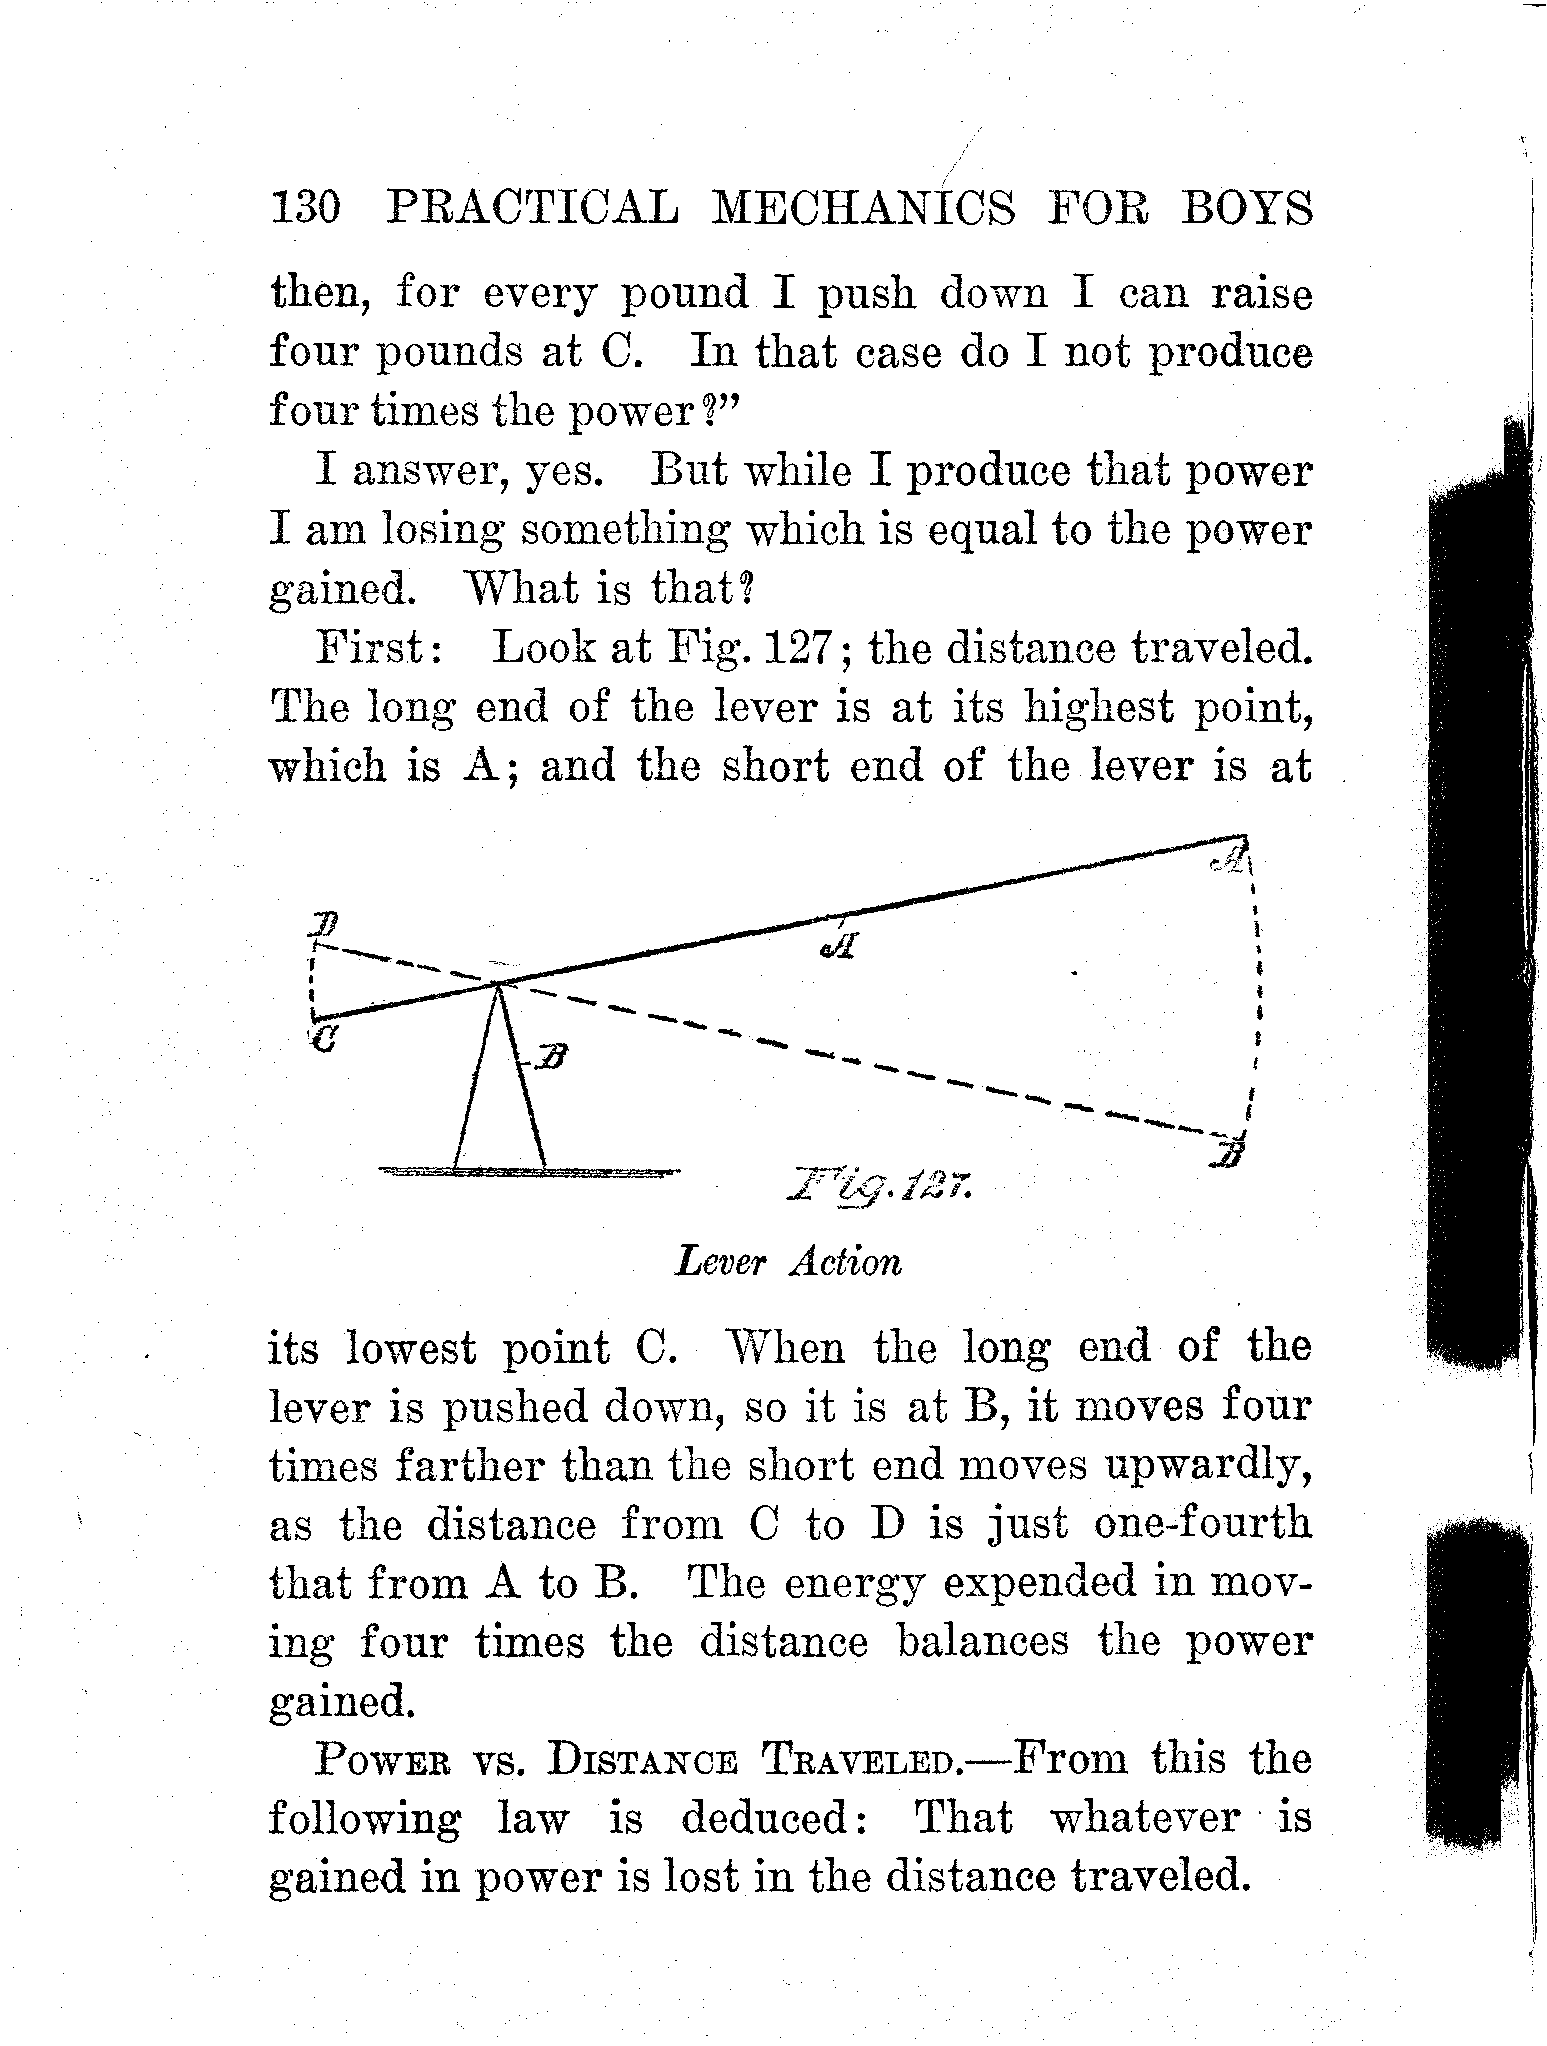 130 PRACTICAL MECHANICS FOR BOYS
then, for every pound I push down I can raise
four pounds at C. In that case do I not produce
four times the power?”
I answer, yes. But while I produce that power
I am losing something which is equal to the power
gained. What is that?
First: Look at Fig. 127; the distance traveled.
The long end of the lever is at its highest point,
which is A; and the short end of the lever is at
A
D
A
C
B
B
Fig. 127.
Lever Action
its lowest point C. When the long end of the
lever is pushed down, so it is at B, it moves four
times farther than the short end moves upwardly,
as the distance from C to D is just one-fourth
that from A to B. The energy expended in mov-
ing four times the distance balances the power
gained.
POWER VS. DISTANCE TRAVELED.—From this the
following law is deduced: That whatever is
gained in power is lost in the distance traveled.